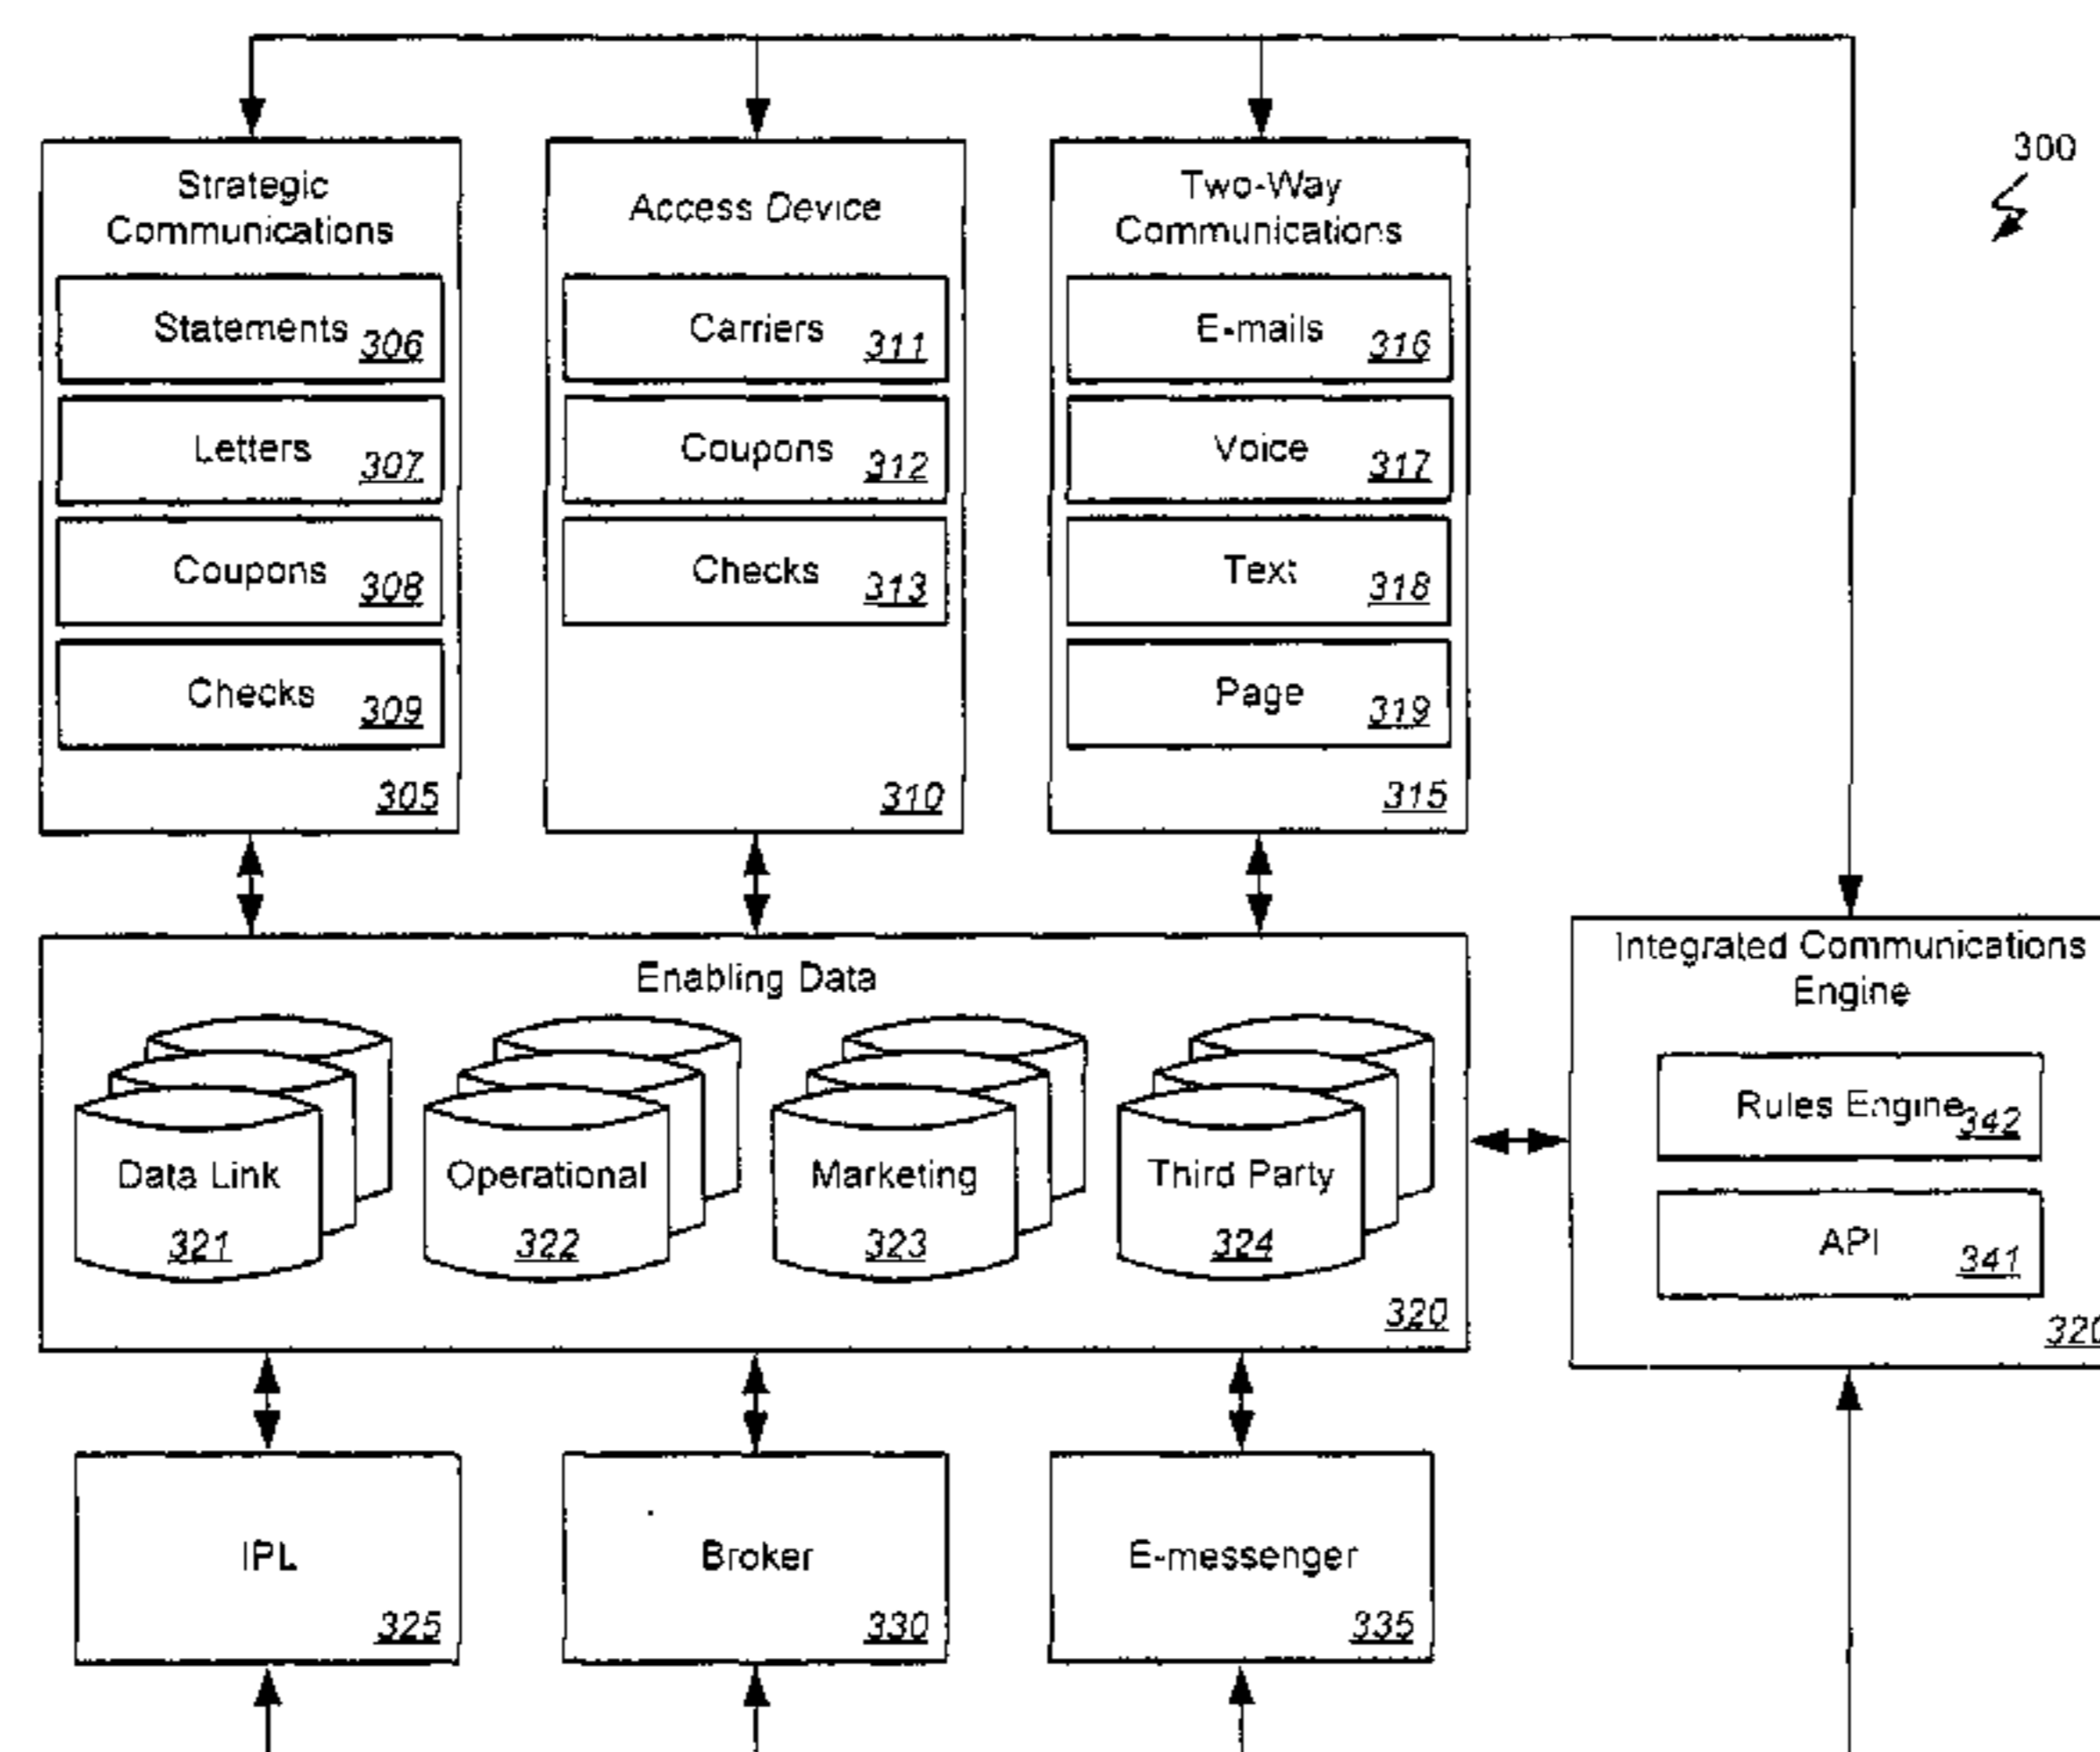 300
Strategic
Communications
Statements 306
Letters 307
Coupons 308
Checks 309
305
Access Device
Carriers 311
Coupons 312
Checks 313
310
Two-Way
Communications
E-mails 316
Voice 317
Text 318
Page 319
315
Enabling Data
Data Link
321
Operational
322
Marketing
323
Third Party
324
320
Integrated Communications
Engine
Rules Engine 342
API 341
320
IPL
325
Broker
330
E-messenger
335